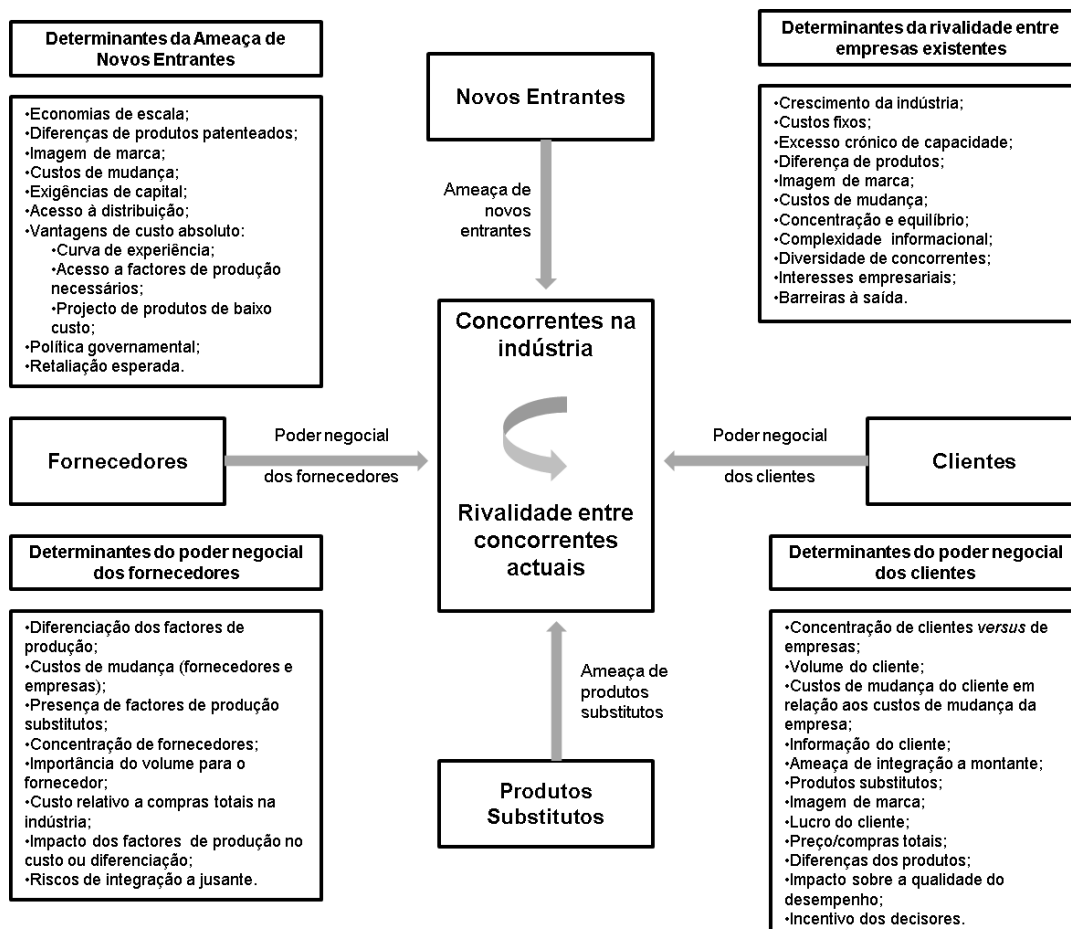 Determinantes da Ameaça de
Novos Entrantes
•Economias de escala;
•Diferenças de produtos patenteados;
•Imagem de marca;
•Custos de mudança;
•Exigências de capital;
•Acesso à distribuição;
•Vantagens de custo absoluto:
•Curva de experiência;
•Acesso a factores de produção
necessários;
•Projecto de produtos de baixo
custo;
•Política governamental;
•Retaliação esperada.
Novos Entrantes
Ameaça de
novos
entrantes
Determinantes da rivalidade entre
empresas existentes
•Crescimento da indústria;
•Custos fixos;
•Excesso crónico de capacidade;
•Diferença de produtos;
•Imagem de marca;
•Custos de mudança;
•Concentração e equilíbrio;
•Complexidade informacional;
•Diversidade de concorrentes;
•Interesses empresariais;
•Barreiras à saída.
Fornecedores
Poder negocial
dos fornecedores
Concorrentes na
indústria
Rivalidade entre
concorrentes
actuais
Poder negocial
dos clientes
Clientes
Determinantes do poder negocial
dos fornecedores
•Diferenciação dos factores de
produção;
•Custos de mudança (fornecedores e
empresas);
•Presença de factores de produção
substitutos;
•Concentração de fornecedores;
•Importância do volume para o
fornecedor;
•Custo relativo a compras totais na
indústria;
•Impacto dos factores de produção no
custo ou diferenciação;
•Riscos de integração a jusante.
Ameaça de
produtos
substitutos
Produtos
Substitutos
Determinantes do poder negocial
dos clientes
•Concentração de clientes versus de
empresas;
•Volume do cliente;
•Custos de mudança do cliente em
relação aos custos de mudança da
empresa;
•Informação do cliente;
•Ameaça de integração a montante;
•Produtos substitutos;
•Imagem de marca;
•Lucro do cliente;
•Preço/compras totais;
•Diferenças dos produtos;
•Impacto sobre a qualidade do
desempenho;
•Incentivo dos decisores.